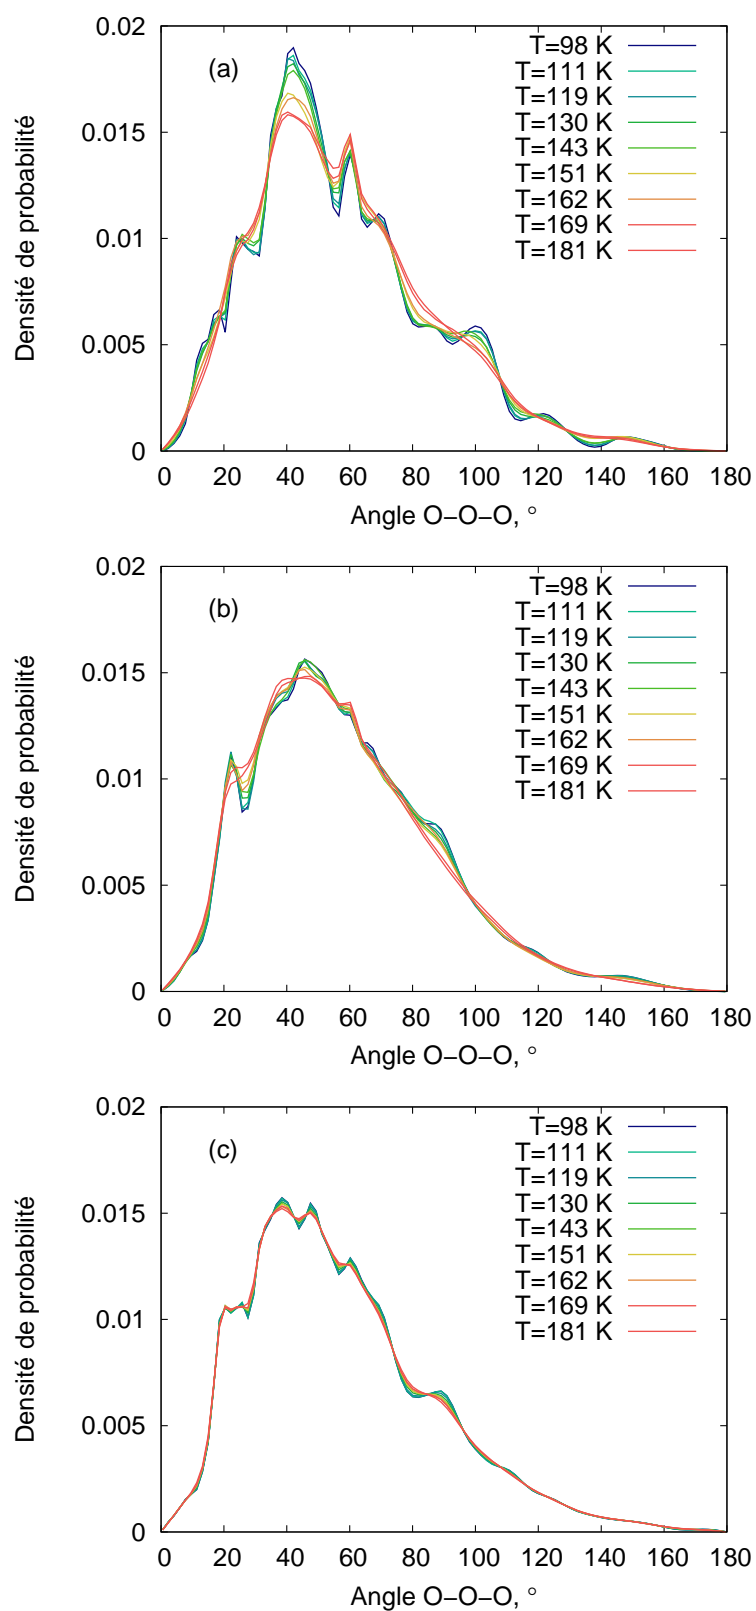 0.02
(a)
T=98 K
T=111 K
T=119 K
T=130 K
T=143 K
T=151 K
T=162 K
T=169 K
T=181 K
0.015
0.01
0.005
0
Densité de probabilité
0 20 40 60 80 100 120 140 160 180
Angle O−O−O, °
0.02
(b)
T=98 K
T=111 K
T=119 K
T=130 K
T=143 K
T=151 K
T=162 K
T=169 K
T=181 K
0.015
0.01
0.005
0
Densité de probabilité
0 20 40 60 80 100 120 140 160 180
Angle O−O−O, °
0.02
(c)
T=98 K
T=111 K
T=119 K
T=130 K
T=143 K
T=151 K
T=162 K
T=169 K
T=181 K
0.015
0.01
0.005
0
Densité de probabilité
0 20 40 60 80 100 120 140 160 180
Angle O−O−O, °